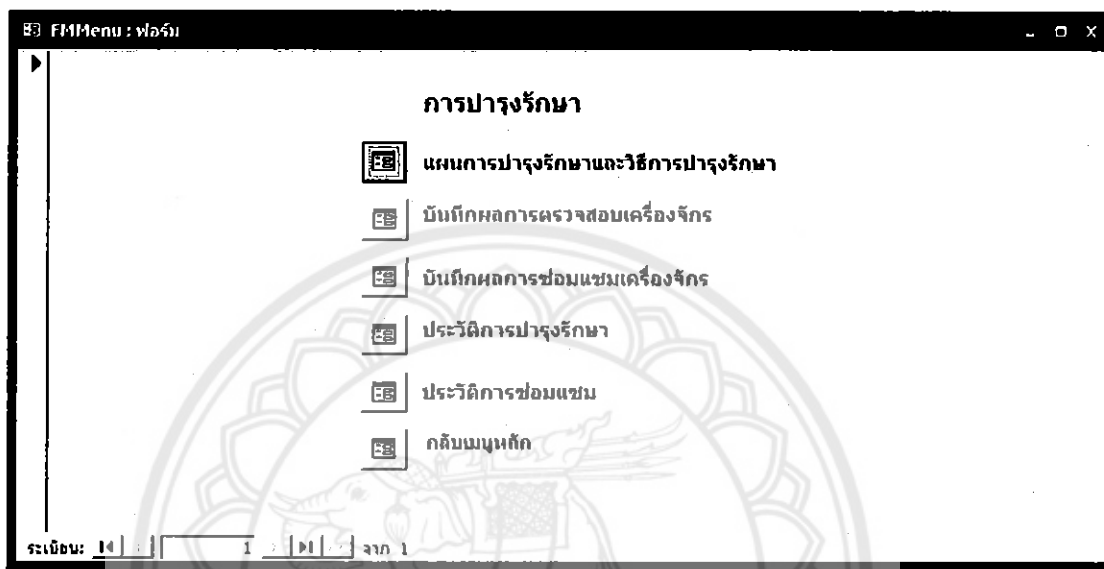 FMMenu : ฟอร์ม
การบำรุงรักษา
แผนการบำรุงรักษาและวิธีการบำรุงรักษา
บันทึกผลการตรวจสอบเครื่องจักร
บันทึกผลการซ่อมแซมเครื่องจักร
ประวัติการบำรุงรักษา
ประวัติการซ่อมแซม
กลับเมนูหลัก
ระเบียน: 1 จาก 1